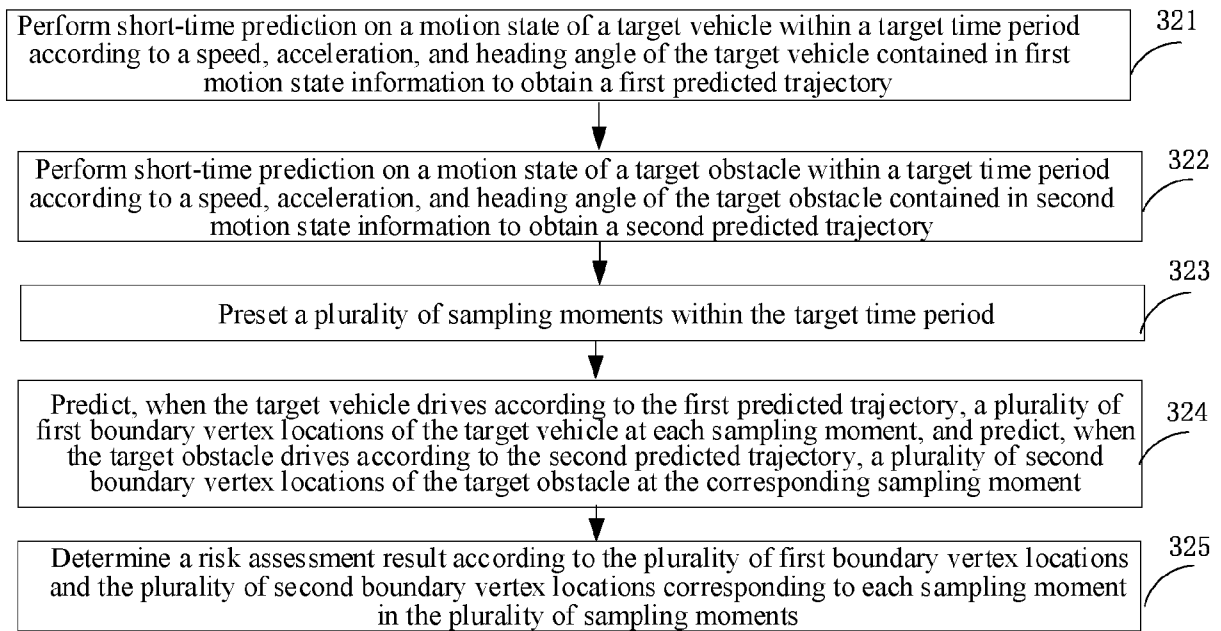 Perform short-time prediction on a motion state of a target vehicle within a target time period
according to a speed, acceleration, and heading angle of the target vehicle contained in first
motion state information to obtain a first predicted trajectory
321
Perform short-time prediction on a motion state of a target obstacle within a target time period
according to a speed, acceleration, and heading angle of the target obstacle contained in second
motion state information to obtain a second predicted trajectory
322
Preset a plurality of sampling moments within the target time period
323
Predict, when the target vehicle drives according to the first predicted trajectory, a plurality of
first boundary vertex locations of the target vehicle at each sampling moment, and predict, when
the target obstacle drives according to the second predicted trajectory, a plurality of second
boundary vertex locations of the target obstacle at the corresponding sampling moment
324
Determine a risk assessment result according to the plurality of first boundary vertex locations
and the plurality of second boundary vertex locations corresponding to each sampling moment
in the plurality of sampling moments
325